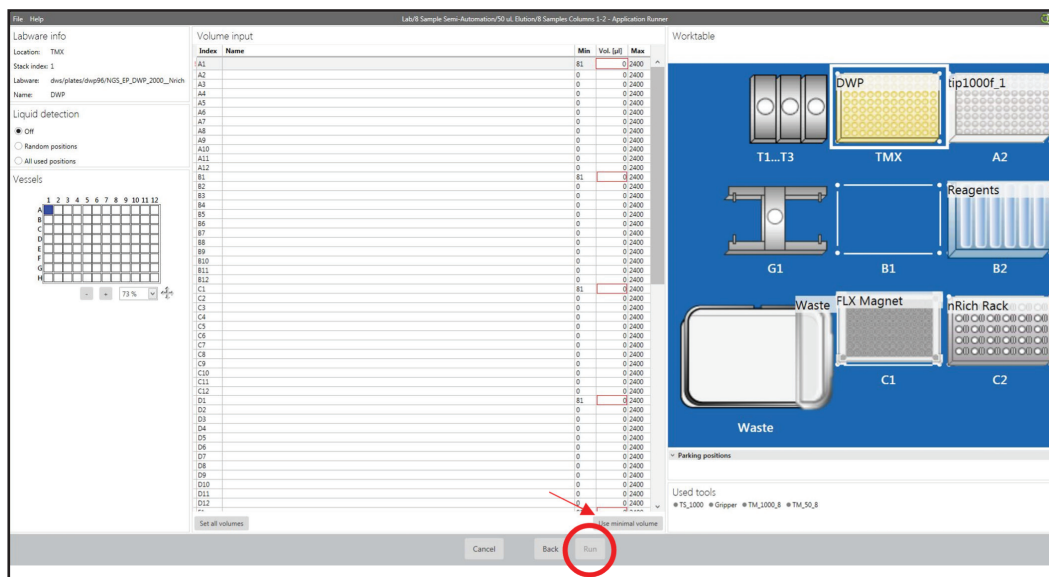 File Help
Lab/8 Sample Semi-Automation/50 uL Elution/8 Samples Columns 1-2 - Application Runner
Labware info
Location: TMX
Stack index: 1
Labware: dws/plates/dwp96/NGS_EP_DWP_2000__Nrich
Name: DWP
Liquid detection
Off
Random positions
All used positions
Vessels
1 2 3 4 5 6 7 8 9 10 11 12
A
B
C
D
E
F
G
H
- + 73 %
Volume input
Index Name Min Vol. [µl] Max
A1 81 0 2400
A2 0 0 2400
A3 0 0 2400
A4 0 0 2400
A5 0 0 2400
A6 0 0 2400
A7 0 0 2400
A8 0 0 2400
A9 0 0 2400
A10 0 0 2400
A11 0 0 2400
A12 0 0 2400
B1 81 0 2400
B2 0 0 2400
B3 0 0 2400
B4 0 0 2400
B5 0 0 2400
B6 0 0 2400
B7 0 0 2400
B8 0 0 2400
B9 0 0 2400
B10 0 0 2400
B11 0 0 2400
B12 0 0 2400
C1 81 0 2400
C2 0 0 2400
C3 0 0 2400
C4 0 0 2400
C5 0 0 2400
C6 0 0 2400
C7 0 0 2400
C8 0 0 2400
C9 0 0 2400
C10 0 0 2400
C11 0 0 2400
C12 0 0 2400
D1 81 0 2400
D2 0 0 2400
D3 0 0 2400
D4 0 0 2400
D5 0 0 2400
D6 0 0 2400
D7 0 0 2400
D8 0 0 2400
D9 0 0 2400
D10 0 0 2400
D11 0 0 2400
D12 0 0 2400
Set all volumes Use minimal volume
Worktable
DWP tip1000f_1
T1...T3 TMX A2
Reagents
G1 B1 B2
Waste FLX Magnet nRich Rack
C1 C2
Waste
Parking positions
Used tools
TS_1000 Gripper TM_1000_8 TM_50_8
Cancel Back Run